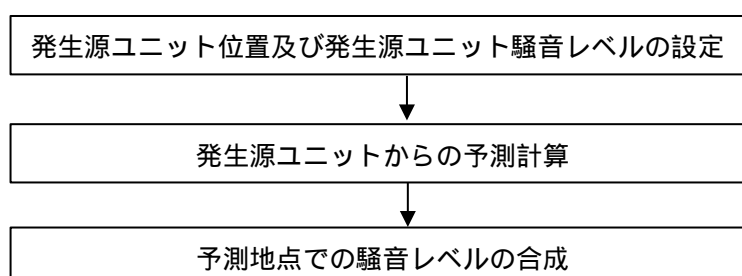 発生源ユニット位置及び発生源ユニット騒音レベルの設定
発生源ユニットからの予測計算
予測地点での騒音レベルの合成